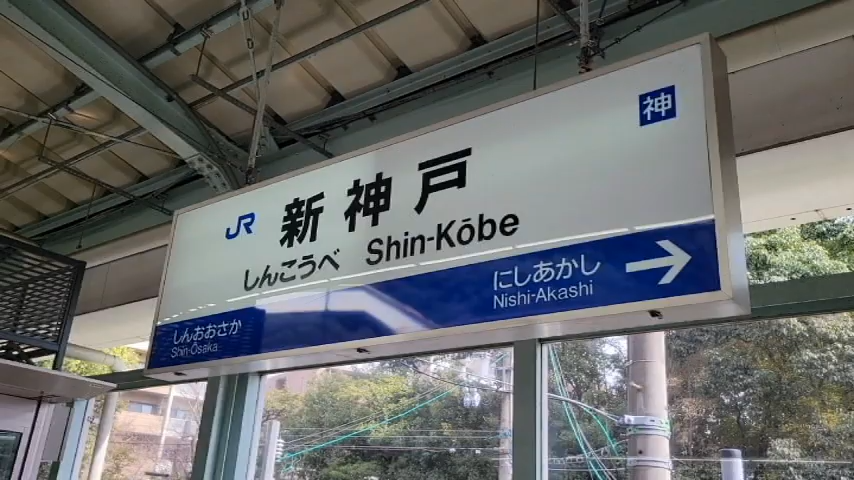 神
JR 新神戸
しんこうべ Shin-Kōbe
にしあかし
Nishi-Akashi
しんおおさか
Shin-Ōsaka